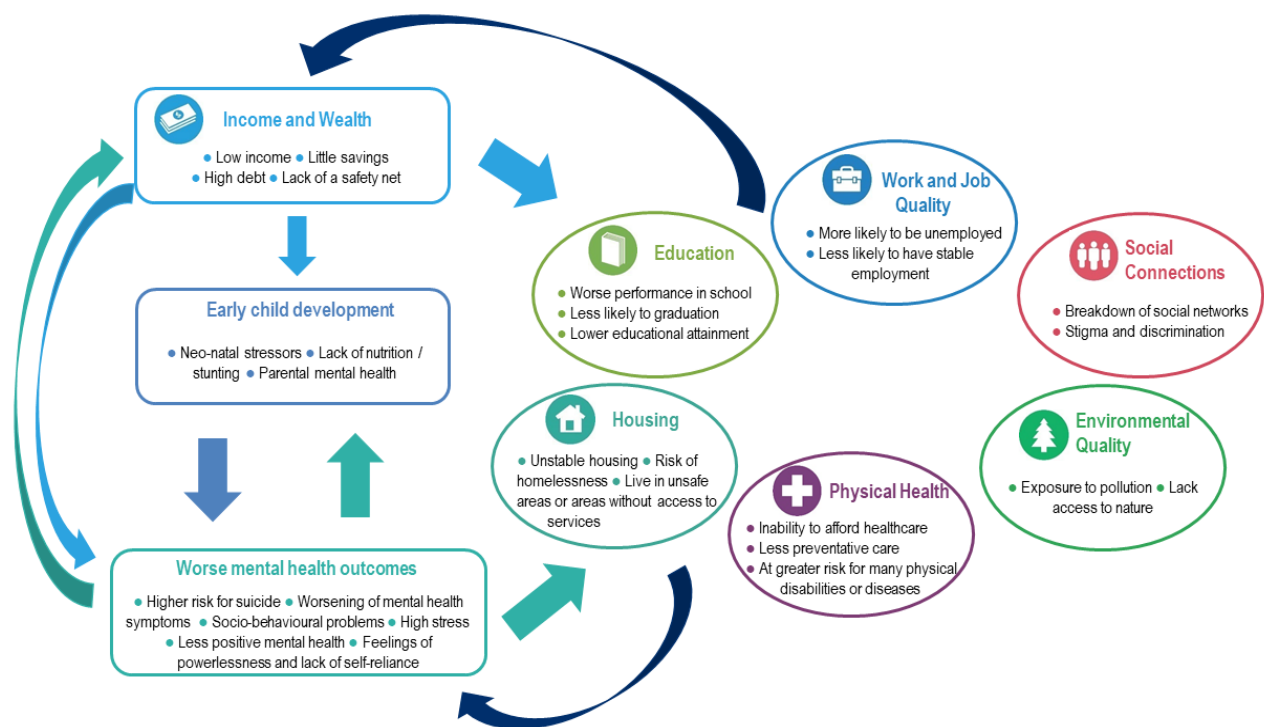 Income and Wealth
● Low income ● Little savings
● High debt ● Lack of a safety net
Early child development
● Neo-natal stressors ● Lack of nutrition /
stunting ● Parental mental health
Worse mental health outcomes
● Higher risk for suicide ● Worsening of mental health
symptoms ● Socio-behavioural problems ● High stress
● Less positive mental health ● Feelings of
powerlessness and lack of self-reliance
Education
● Worse performance in school
● Less likely to graduation
● Lower educational attainment
Work and Job
Quality
● More likely to be unemployed
● Less likely to have stable
employment
Social
Connections
● Breakdown of social networks
● Stigma and discrimination
Housing
● Unstable housing ● Risk of
homelessness ● Live in unsafe
areas or areas without access to
services
Physical Health
● Inability to afford healthcare
● Less preventative care
● At greater risk for many physical
disabilities or diseases
Environmental
Quality
● Exposure to pollution ● Lack
access to nature